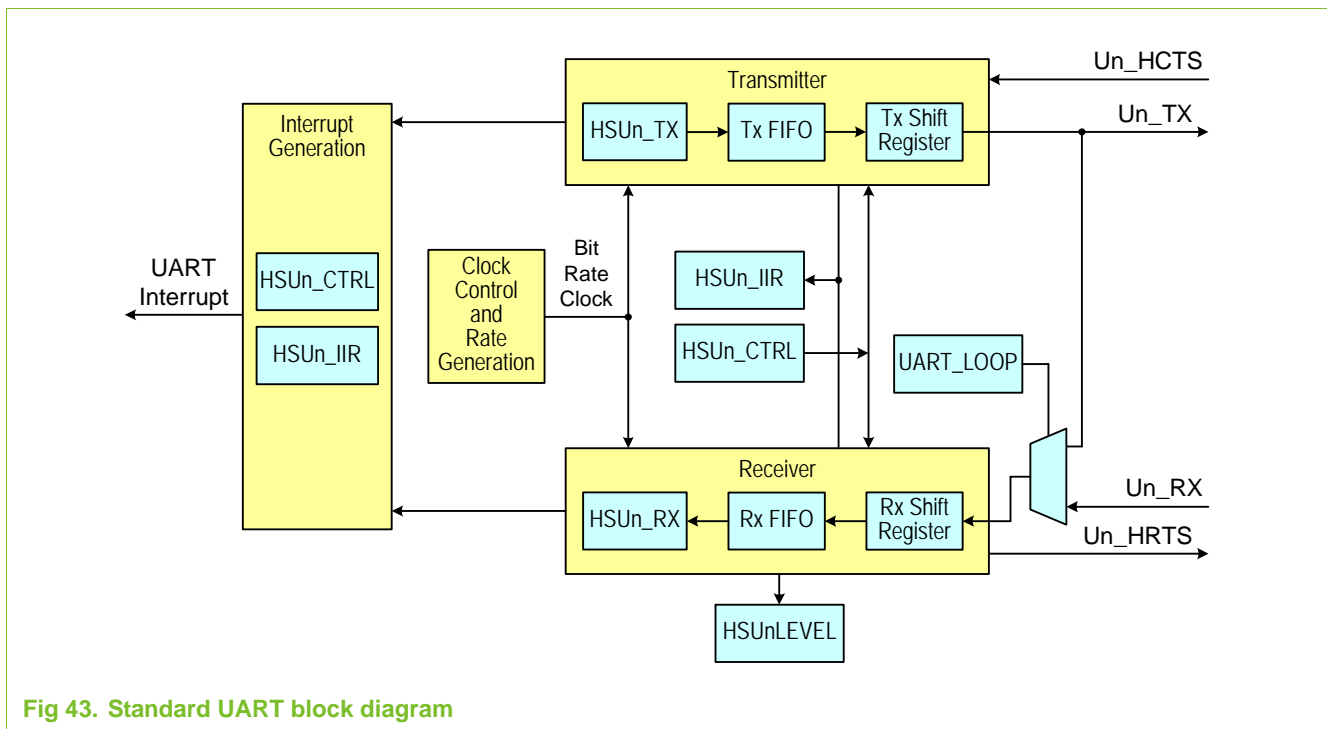 Un_HCTS
Transmitter
Un_TX
HSUn_TX
Tx FIFO
Tx Shift
Register
Interrupt
Generation
HSUn_CTRL
HSUn_IIR
UART
Interrupt
Clock
Control
and
Rate
Generation
Bit
Rate
Clock
HSUn_IIR
HSUn_CTRL
UART_LOOP
Receiver
HSUn_RX
Rx FIFO
Rx Shift
Register
Un_RX
Un_HRTS
HSUnLEVEL
Fig 43. Standard UART block diagram